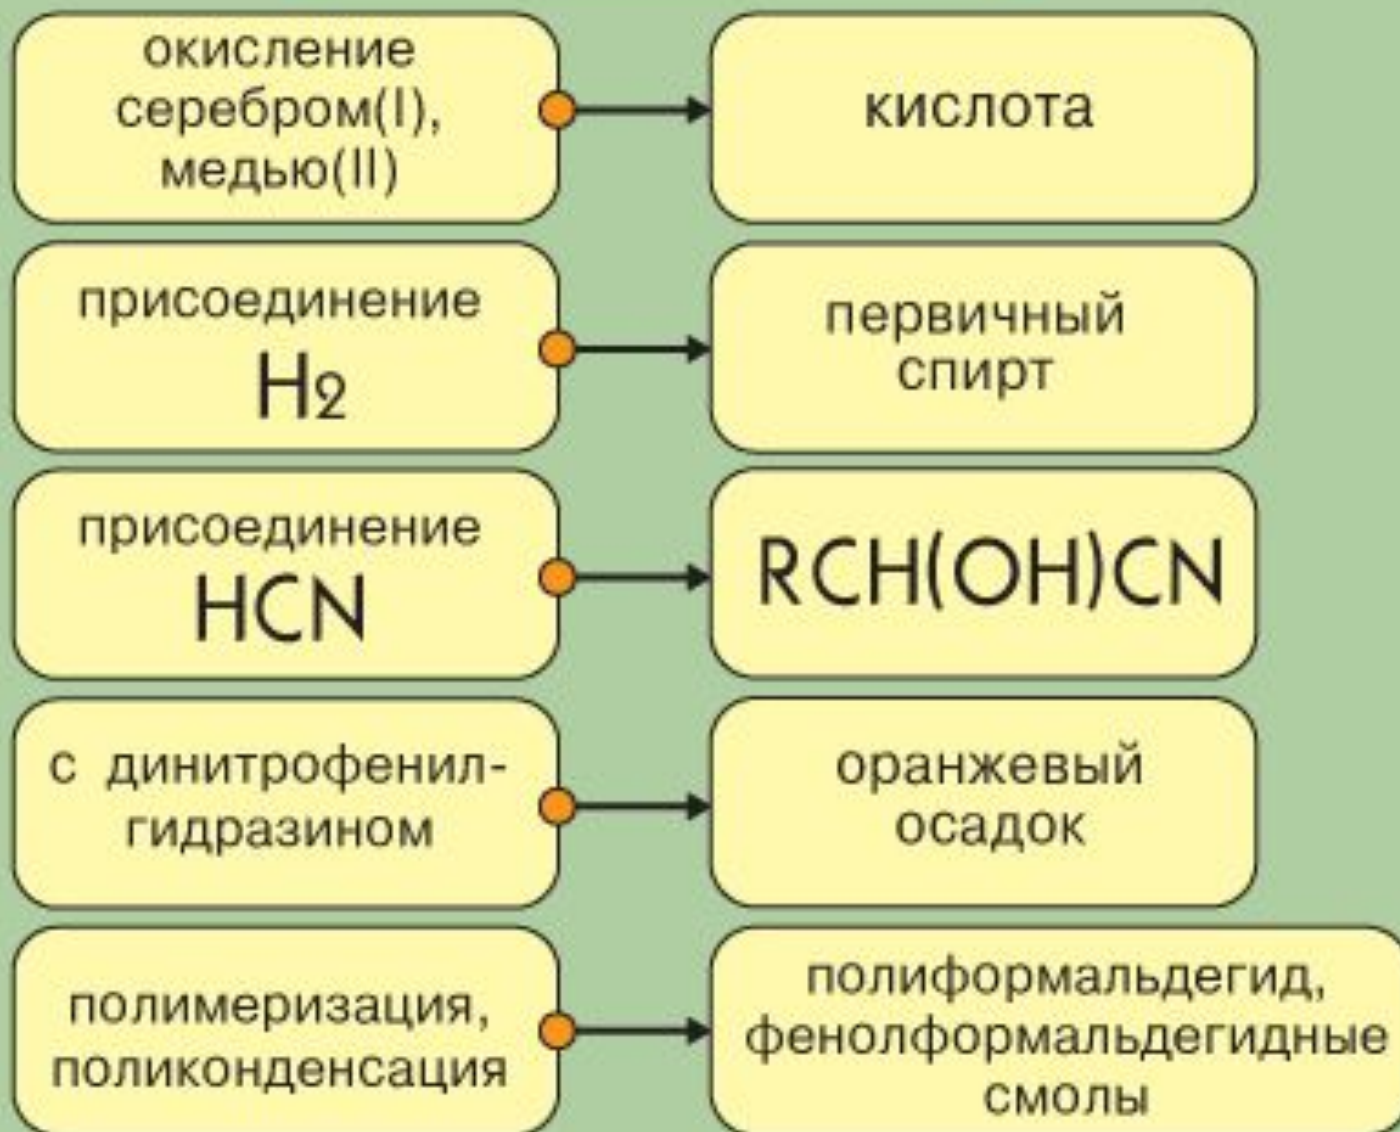 окисление
серебром(I),
медью(II)
кислота
присоединение
H2
первичный
спирт
присоединение
HCN
RCH(OH)CN
с динитрофенил-
гидразином
оранжевый
осадок
полимеризация,
поликонденсация
полиформальдегид,
фенолформальдегидные
смолы